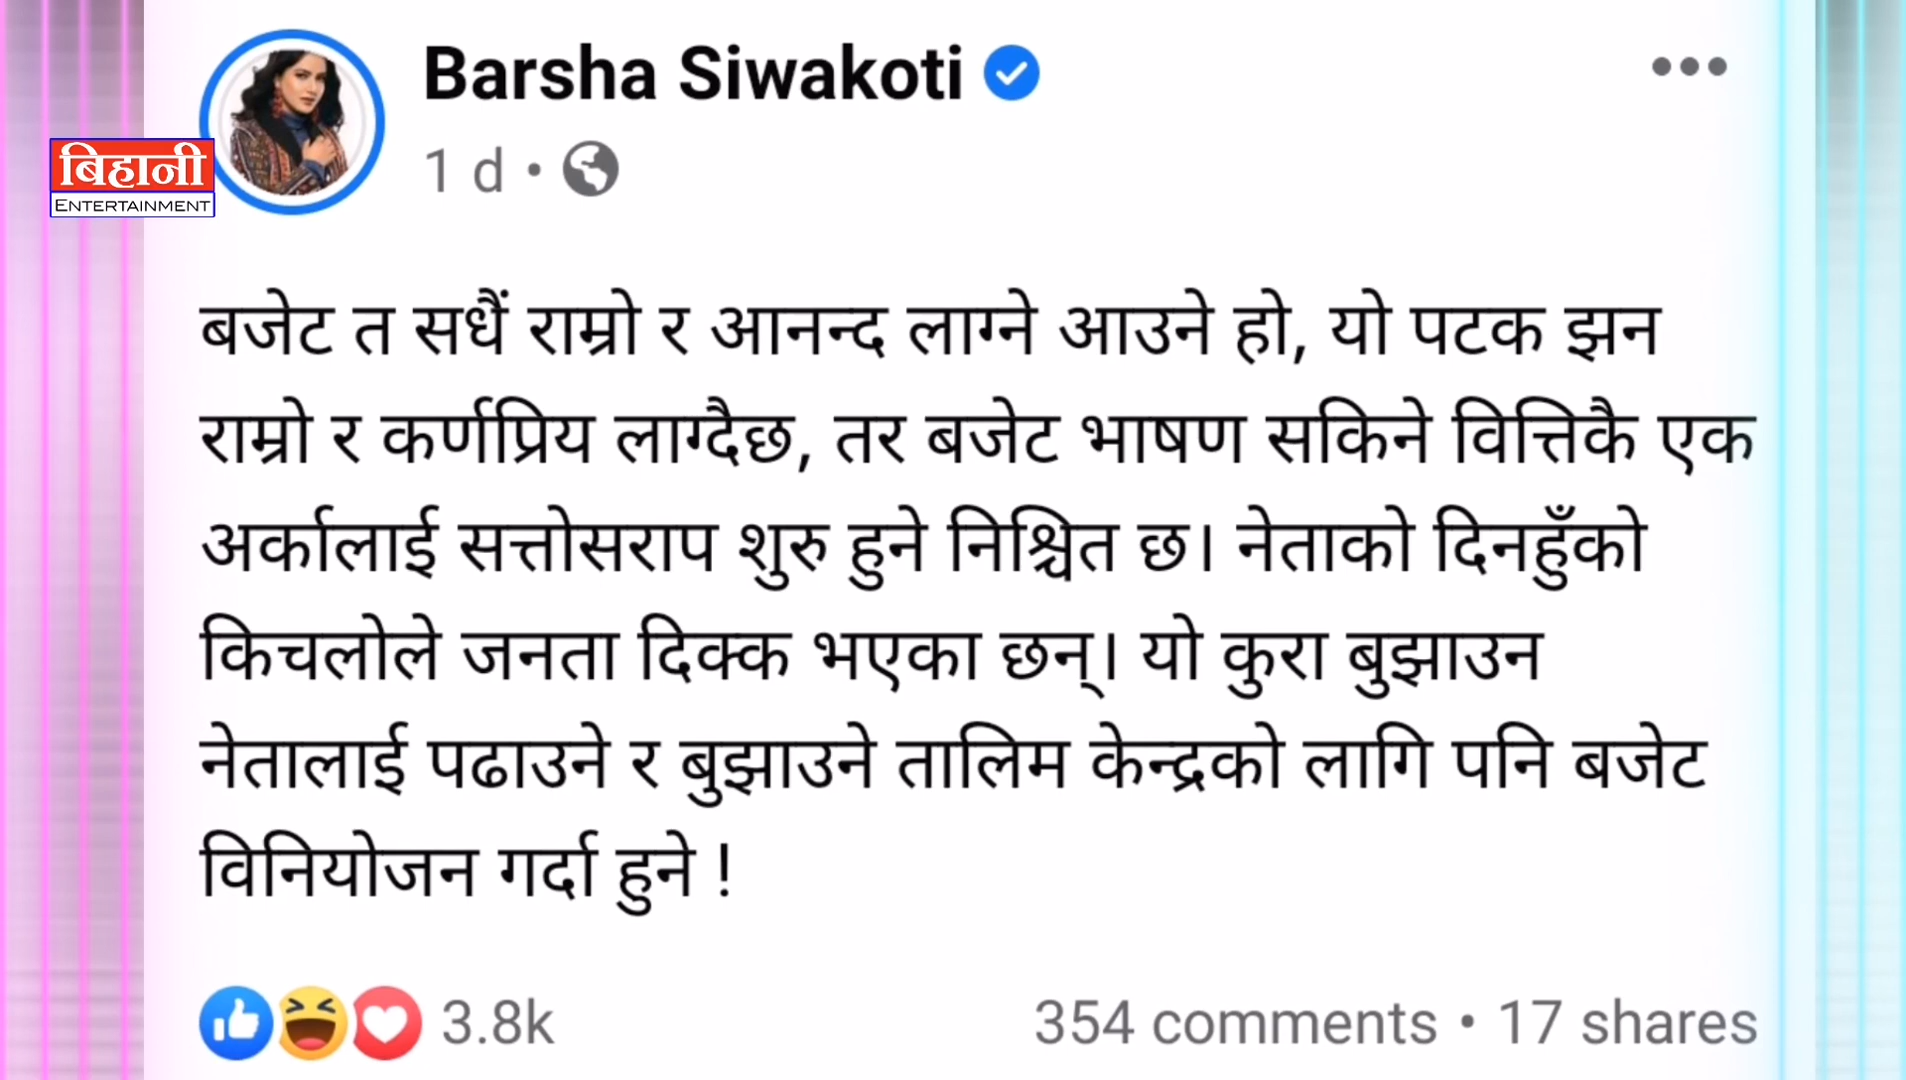 Barsha Siwakoti
1 d •
बिहानी
ENTERTAINMENT
बजेट त सधैं राम्रो र आनन्द लाग्ने आउने हो, यो पटक झन
राम्रो र कर्णप्रिय लाग्दैछ, तर बजेट भाषण सकिने वित्तिकै एक
अर्कालाई सत्तोसराप शुरु हुने निश्चित छ। नेताको दिनहुँको
किचलोले जनता दिक्क भएका छन्। यो कुरा बुझाउन
नेतालाई पढाउने र बुझाउने तालिम केन्द्रको लागि पनि बजेट
विनियोजन गर्दा हुने !
3.8k 354 comments • 17 shares